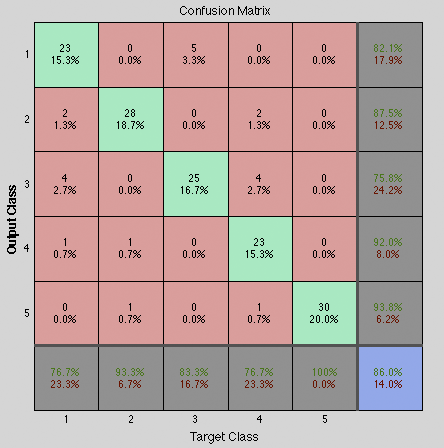 Confusion Matrix
1 23 0 5 0 0 82.1%
15.3% 0.0% 3.3% 0.0% 0.0% 17.9%
2 2 28 0 2 0 87.5%
1.3% 18.7% 0.0% 1.3% 0.0% 12.5%
3 4 0 25 4 0 75.8%
2.7% 0.0% 16.7% 2.7% 0.0% 24.2%
4 1 1 0 23 0 92.0%
0.7% 0.7% 0.0% 15.3% 0.0% 8.0%
5 0 1 0 1 30 93.8%
0.0% 0.7% 0.0% 0.7% 20.0% 6.2%
76.7% 93.3% 83.3% 76.7% 100% 86.0%
23.3% 6.7% 16.7% 23.3% 0.0% 14.0%
1 2 3 4 5
Target Class
Output Class